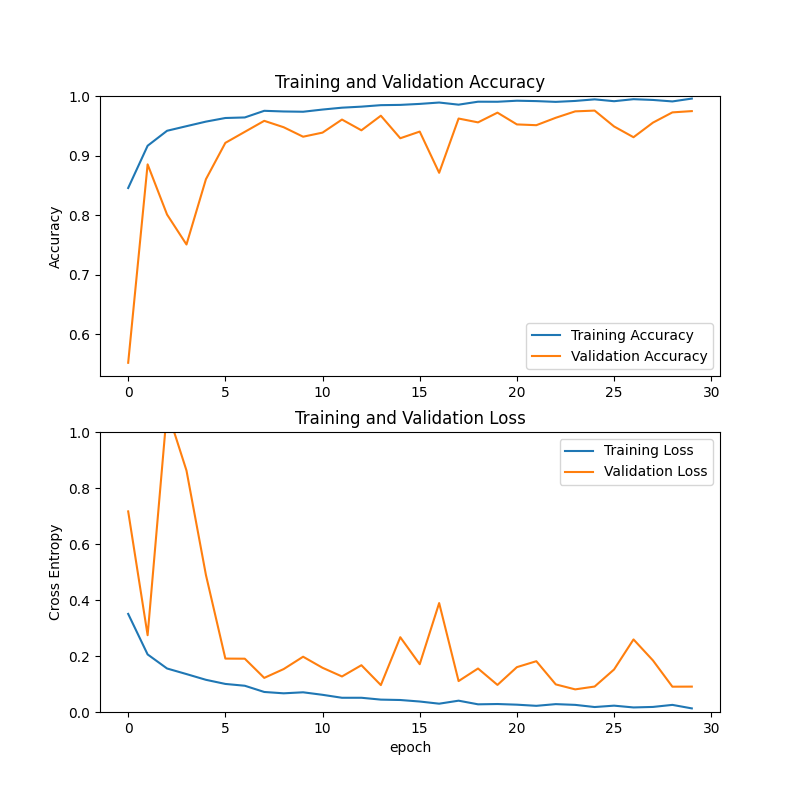 Training and Validation Accuracy
1.0
0.9
0.8
0.7
0.6
Accuracy
Training Accuracy
Validation Accuracy
0 5 10 15 20 25 30
Training and Validation Loss
1.0
0.8
0.6
0.4
0.2
0.0
Cross Entropy
Training Loss
Validation Loss
0 5 10 15 20 25 30
epoch